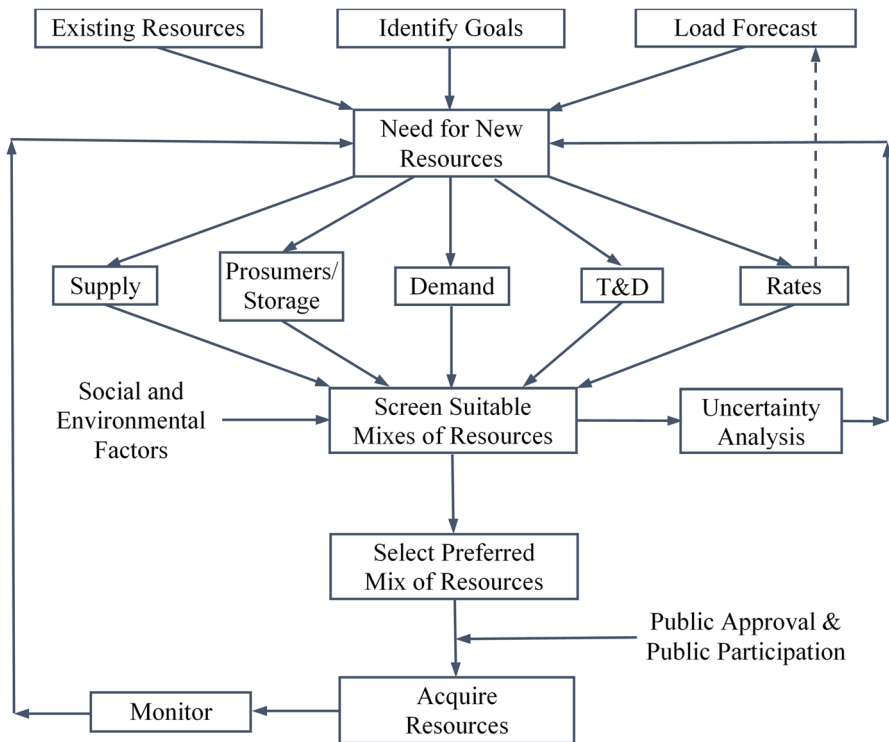 Existing Resources
Identify Goals
Load Forecast
Need for New
Resources
Supply
Prosumers/
Storage
Demand
T&D
Rates
Social and
Environmental
Factors
Screen Suitable
Mixes of Resources
Uncertainty
Analysis
Select Preferred
Mix of Resources
Public Approval &
Public Participation
Monitor
Acquire
Resources